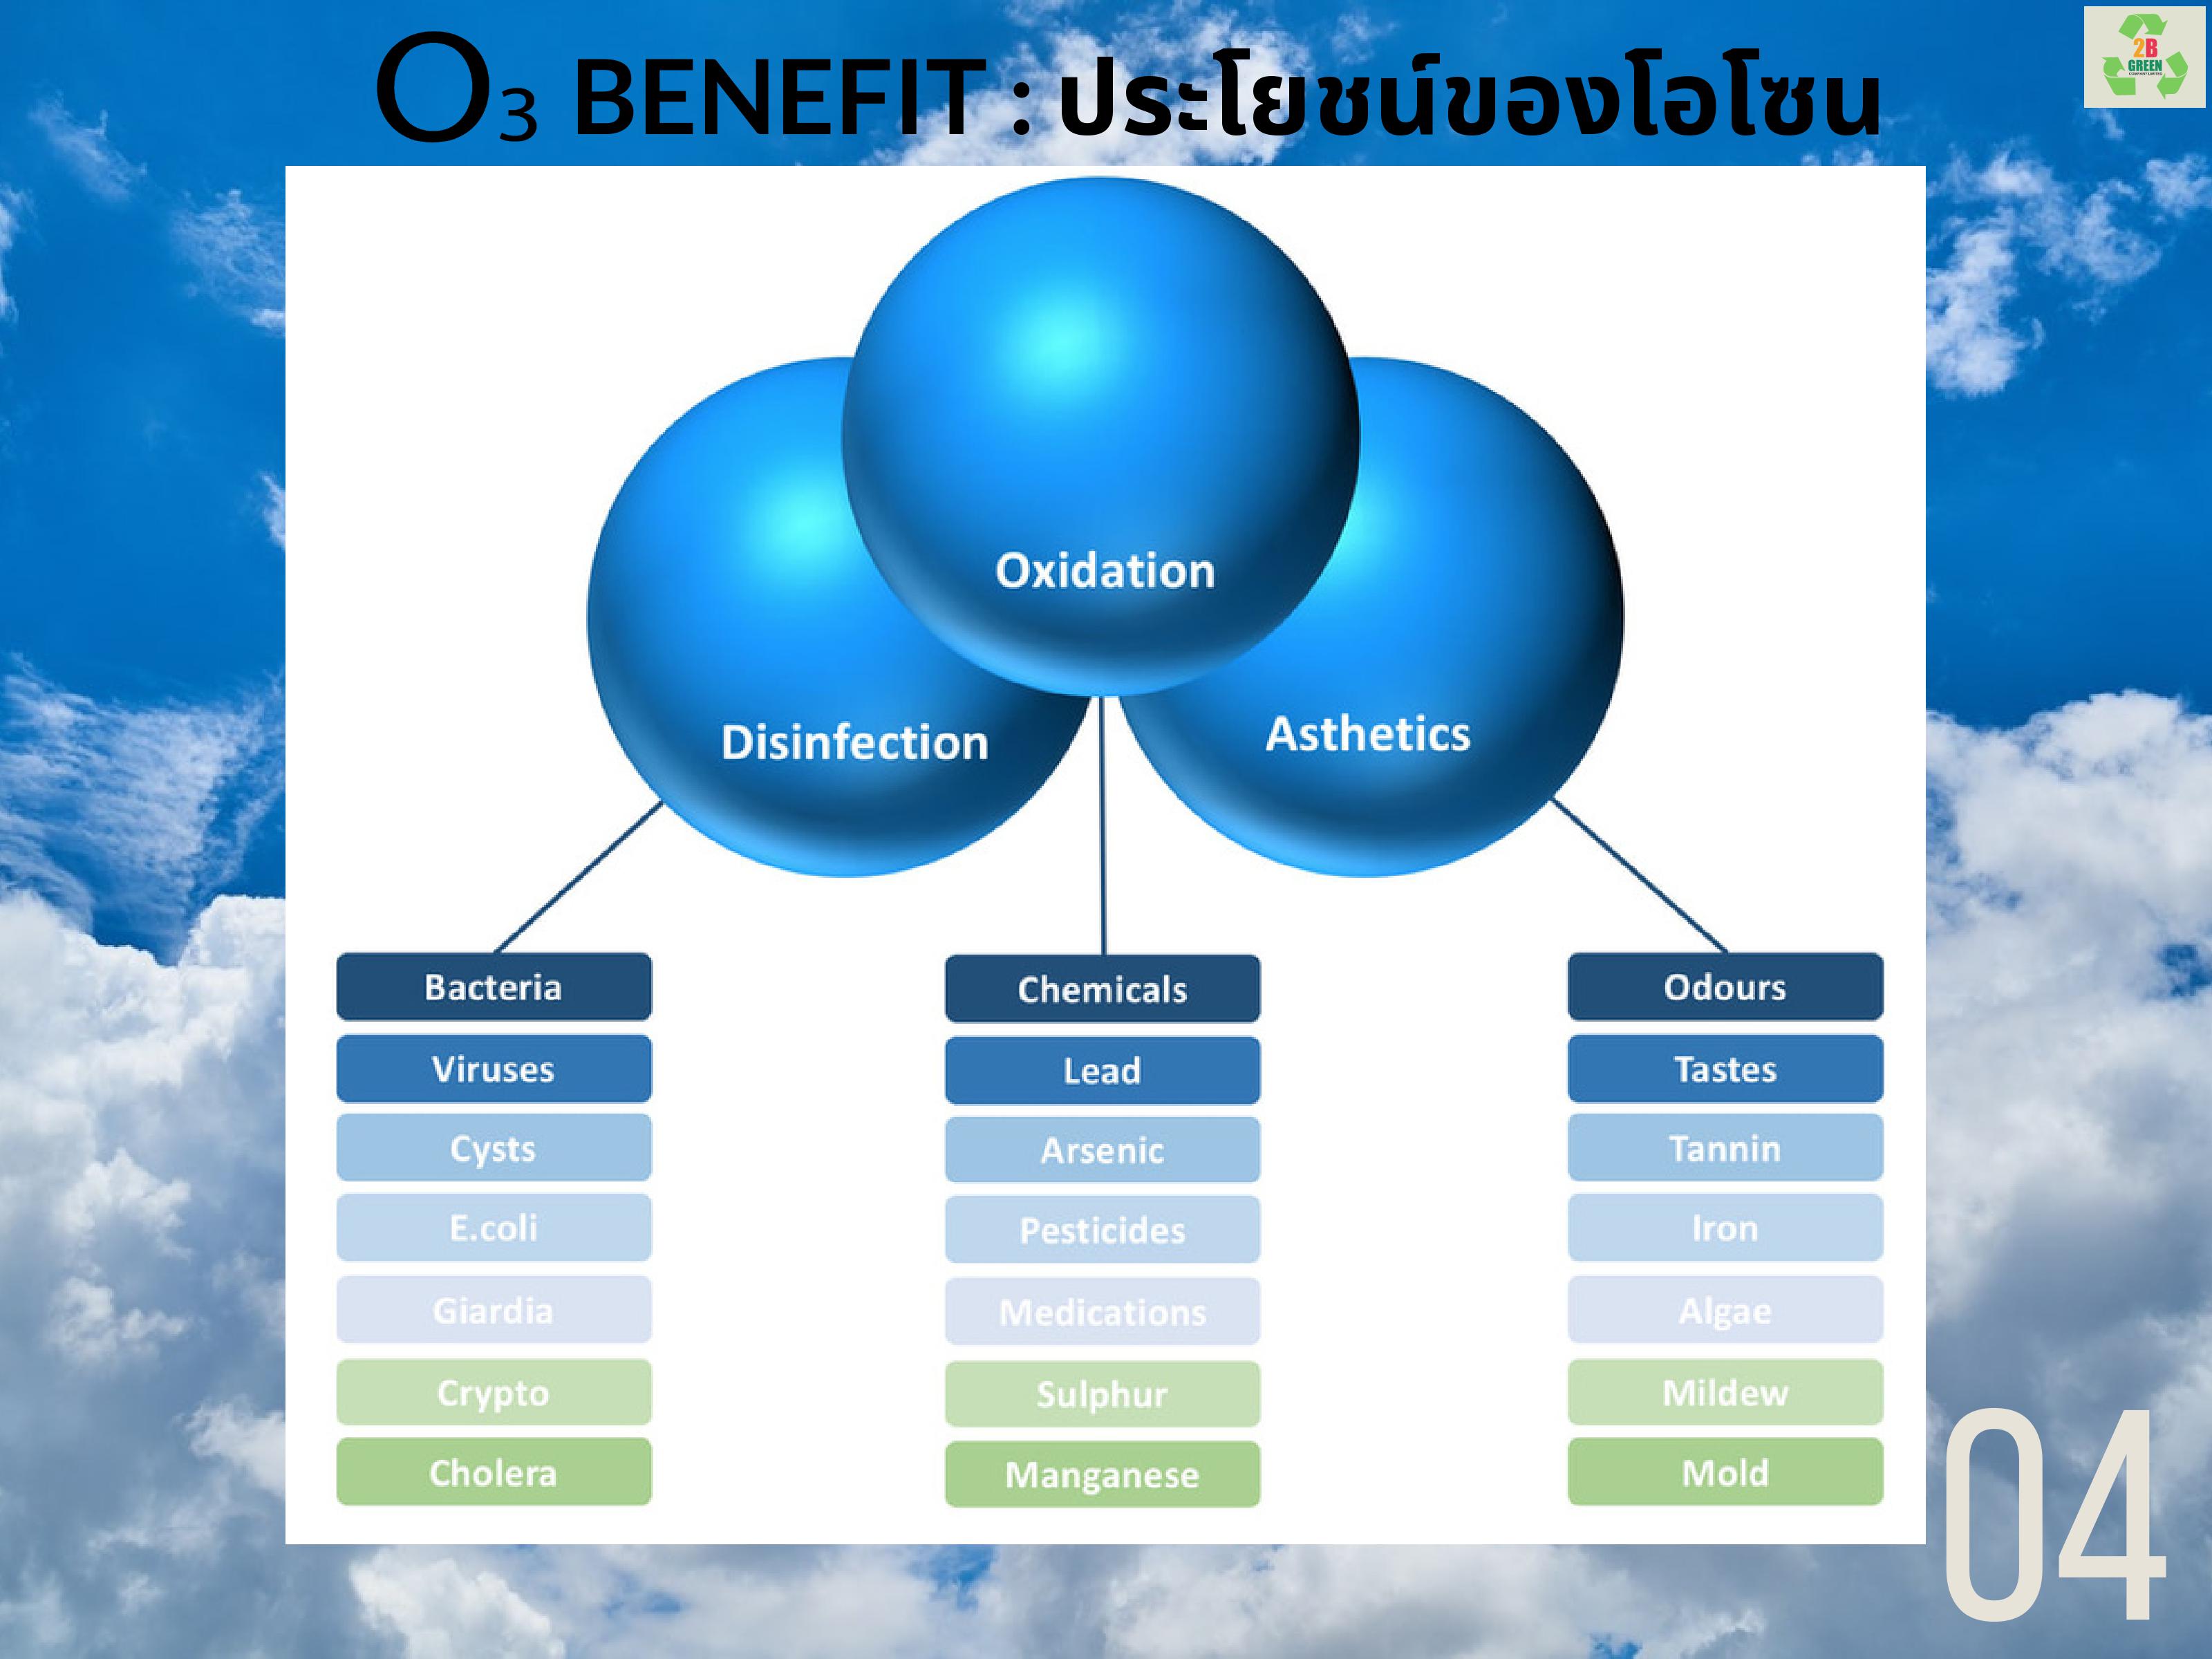 O₃ BENEFIT : ประโยชน์ของโอโซน
2B
GREEN
COMPANY LIMITED
Oxidation
Disinfection
Asthetics
Bacteria
Viruses
Cysts
E.coli
Giardia
Crypto
Cholera
Chemicals
Lead
Arsenic
Pesticides
Medications
Sulphur
Manganese
Odours
Tastes
Tannin
Iron
Algae
Mildew
Mold
04